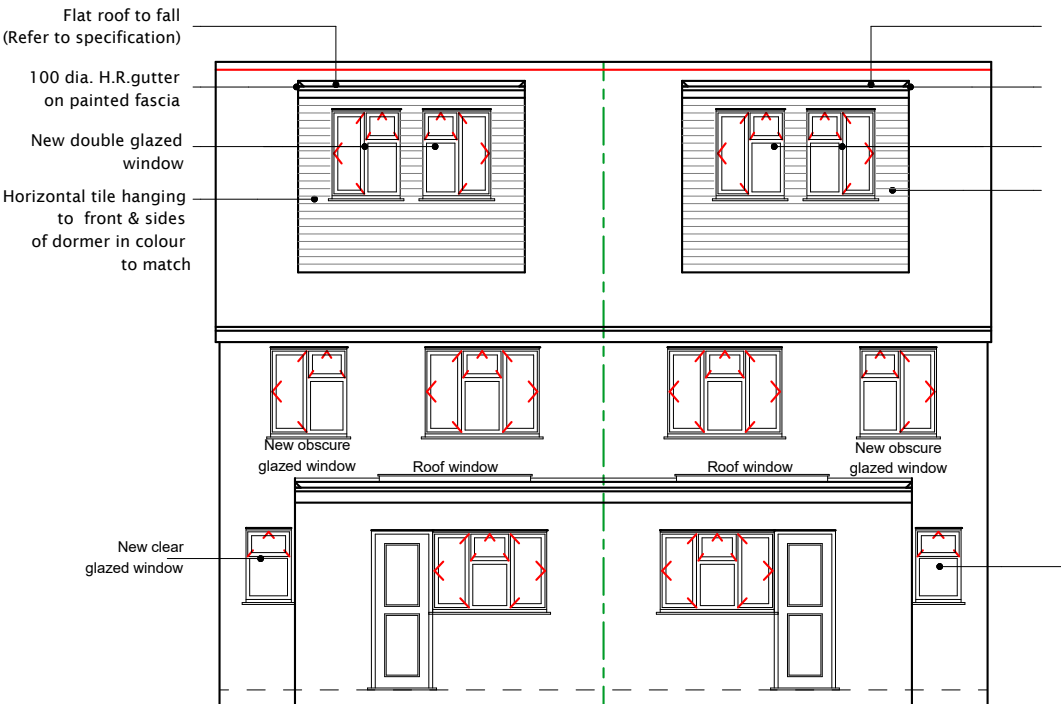 Flat roof to fall
(Refer to specification)
100 dia. H.R.gutter
on painted fascia
New double glazed
window
Horizontal tile hanging
to front & sides
of dormer in colour
to match
New obscure
glazed window
Roof window
Roof window
New obscure
glazed window
New clear
glazed window